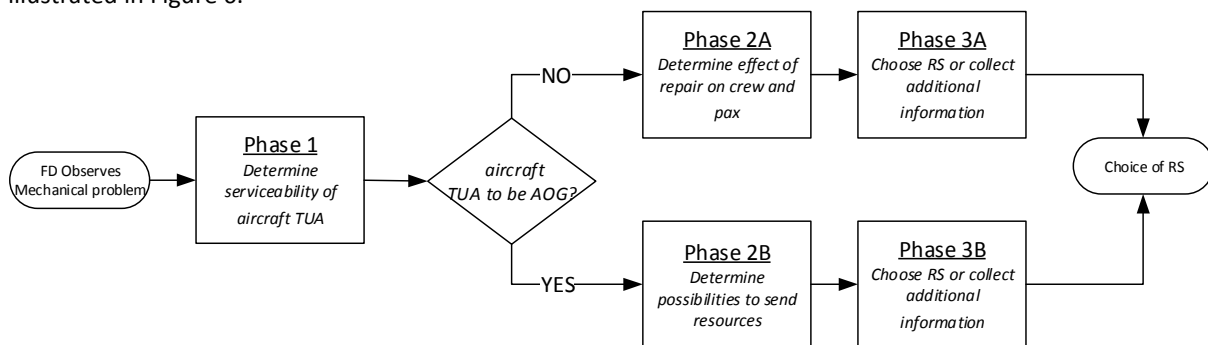 illustrated in Figure 6.
FD Observes
Mechanical problem
Phase 1
Determine
serviceability of
aircraft TUA
aircraft
TUA to be AOG?
NO
Phase 2A
Determine effect of
repair on crew and
pax
Phase 3A
Choose RS or collect
additional
information
YES
Phase 2B
Determine
possibilities to send
resources
Phase 3B
Choose RS or collect
additional
information
Choice of RS